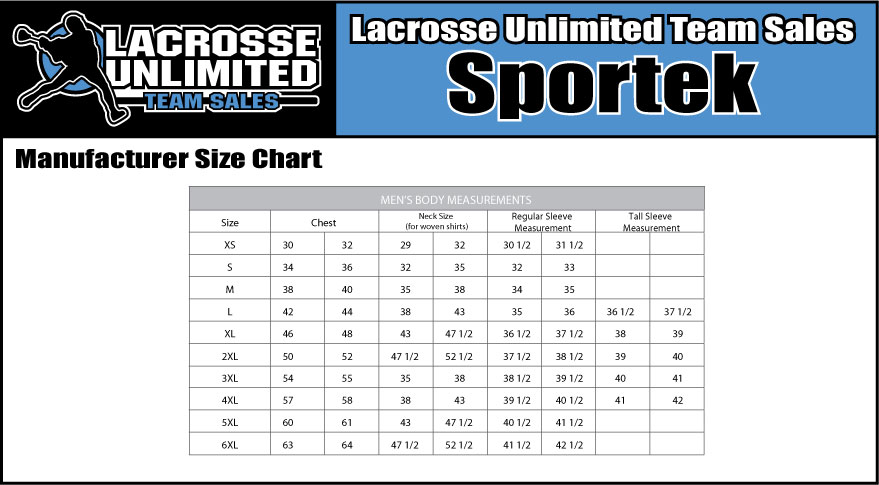 LACROSSE
UNLIMITED
TEAM SALES
Lacrosse Unlimited Team Sales
Sportek
Manufacturer Size Chart
MEN'S BODY MEASUREMENTS
Size Chest Neck Size (for woven shirts) Regular Sleeve Measurement Tall Sleeve Measurement
XS 30 32 29 32 30 1/2 31 1/2
S 34 36 32 35 32 33
M 38 40 35 38 34 35
L 42 44 38 43 35 36 36 1/2 37 1/2
XL 46 48 43 47 1/2 36 1/2 37 1/2 38 39
2XL 50 52 47 1/2 52 1/2 37 1/2 38 1/2 39 40
3XL 54 55 35 38 38 1/2 39 1/2 40 41
4XL 57 58 38 43 39 1/2 40 1/2 41 42
5XL 60 61 43 47 1/2 40 1/2 41 1/2
6XL 63 64 47 1/2 52 1/2 41 1/2 42 1/2